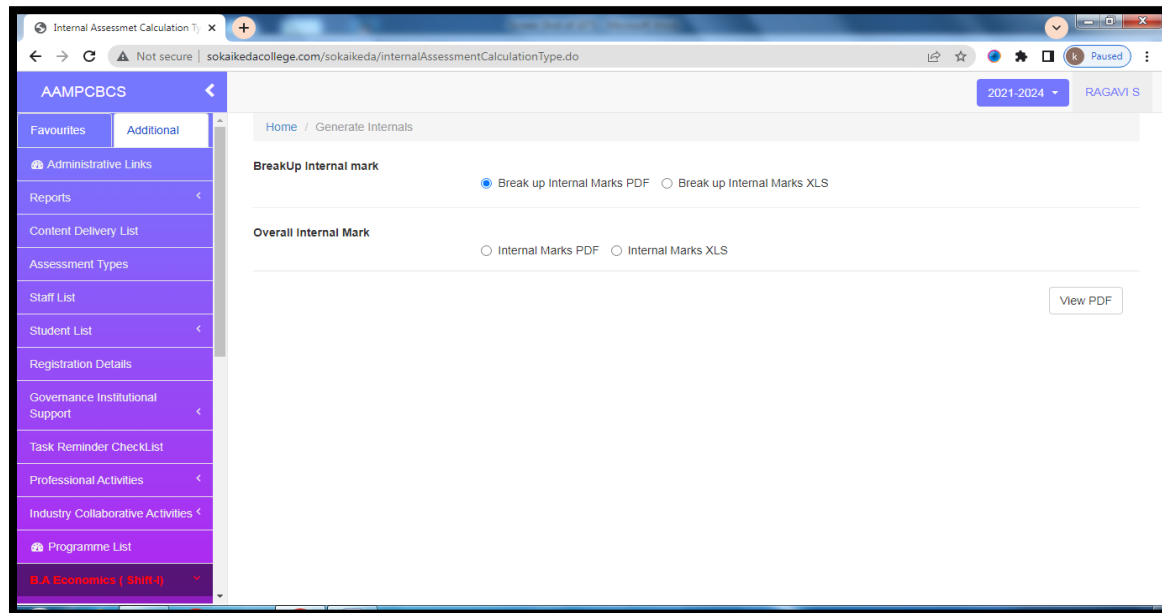 Internal Assessmet Calculation Ty
Not secure | sokaikedacollege.com/sokaikeda/internalAssessmentCalculationType.do
k Paused
AAMPCBCS
2021-2024
RAGAVI S
Favourites
Additional
Home / Generate Internals
Administrative Links
BreakUp Internal mark
Break up Internal Marks PDF
Break up Internal Marks XLS
Reports
Content Delivery List
Overall Internal Mark
Internal Marks PDF
Internal Marks XLS
Assessment Types
Staff List
View PDF
Student List
Registration Details
Governance Institutional
Support
Task Reminder CheckList
Professional Activities
Industry Collaborative Activities
Programme List
B.A Economics ( Shift-I)